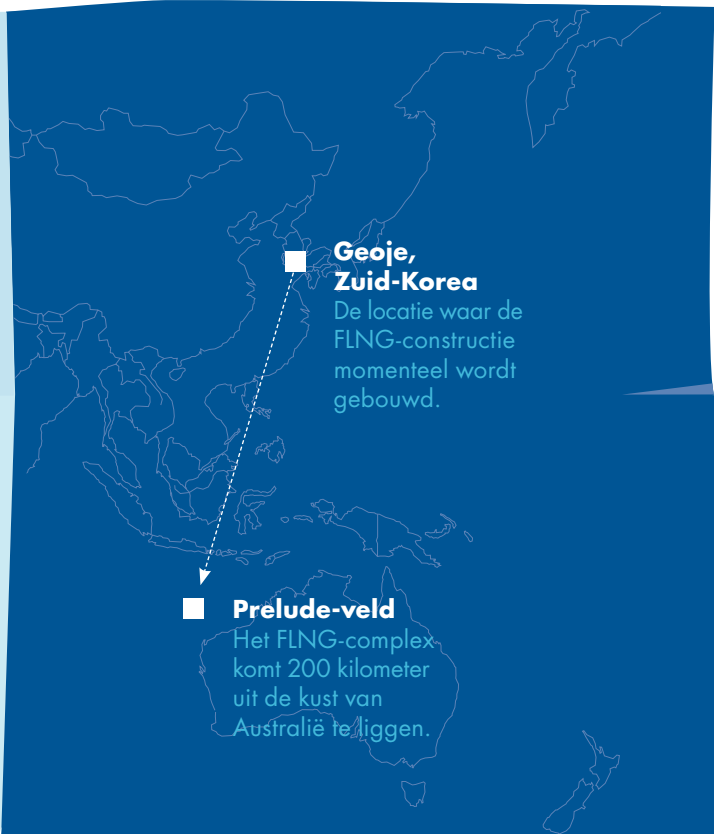 Geoje,
Zuid-Korea
De locatie waar de
FLNG-constructie
momenteel wordt
gebouwd.
Prelude-veld
Het FLNG-complex
komt 200 kilometer
uit de kust van
Australië te liggen.